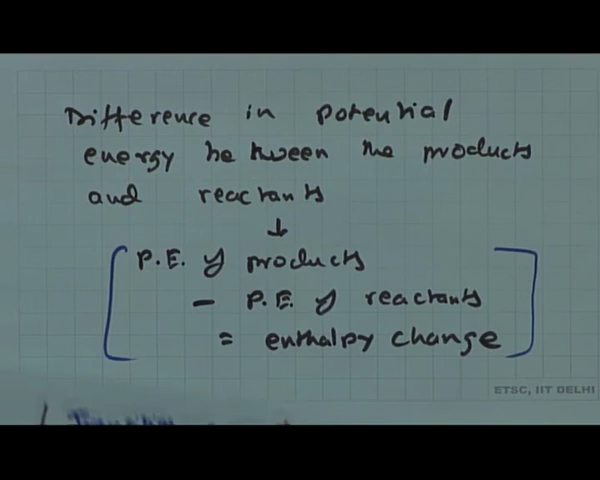 Difference in potential
energy between the products
and reactants
↓
P.E. of products
- P.E. of reactants
= enthalpy change
ETSC, IIT DELHI